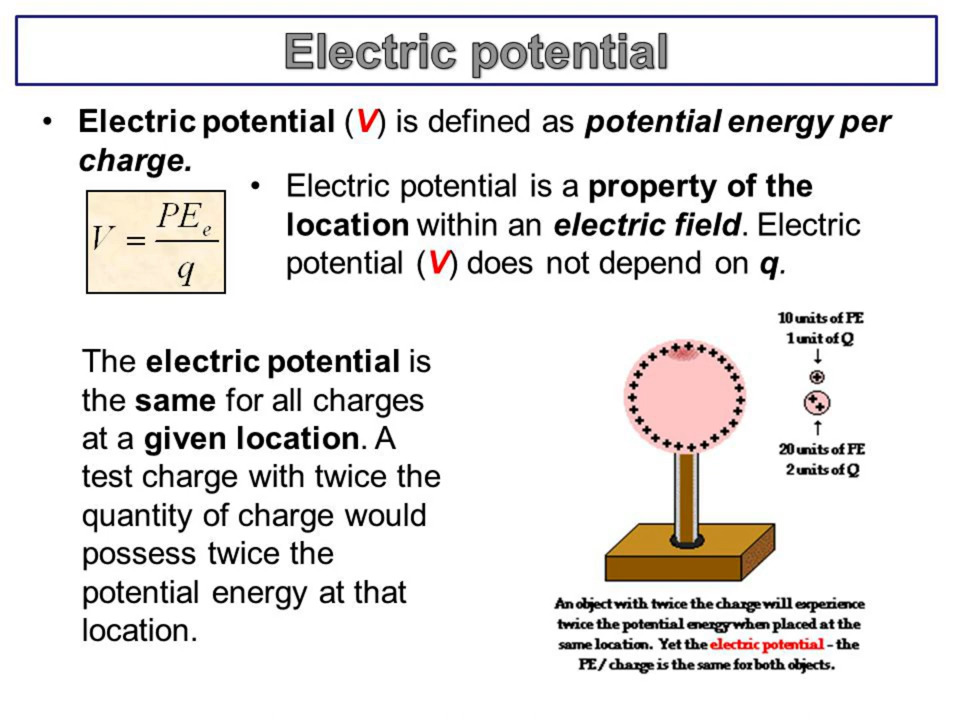 Electric potential
• Electric potential (V) is defined as potential energy per
charge.
V = PEe / q
• Electric potential is a property of the
location within an electric field. Electric
potential (V) does not depend on q.
The electric potential is
the same for all charges
at a given location. A
test charge with twice the
quantity of charge would
possess twice the
potential energy at that
location.
10 units of PE
1 unit of Q
↓
↑
20 units of PE
2 units of Q
An object with twice the charge will experience
twice the potential energy when placed at the
same location. Yet the electric potential - the
PE / charge is the same for both objects.